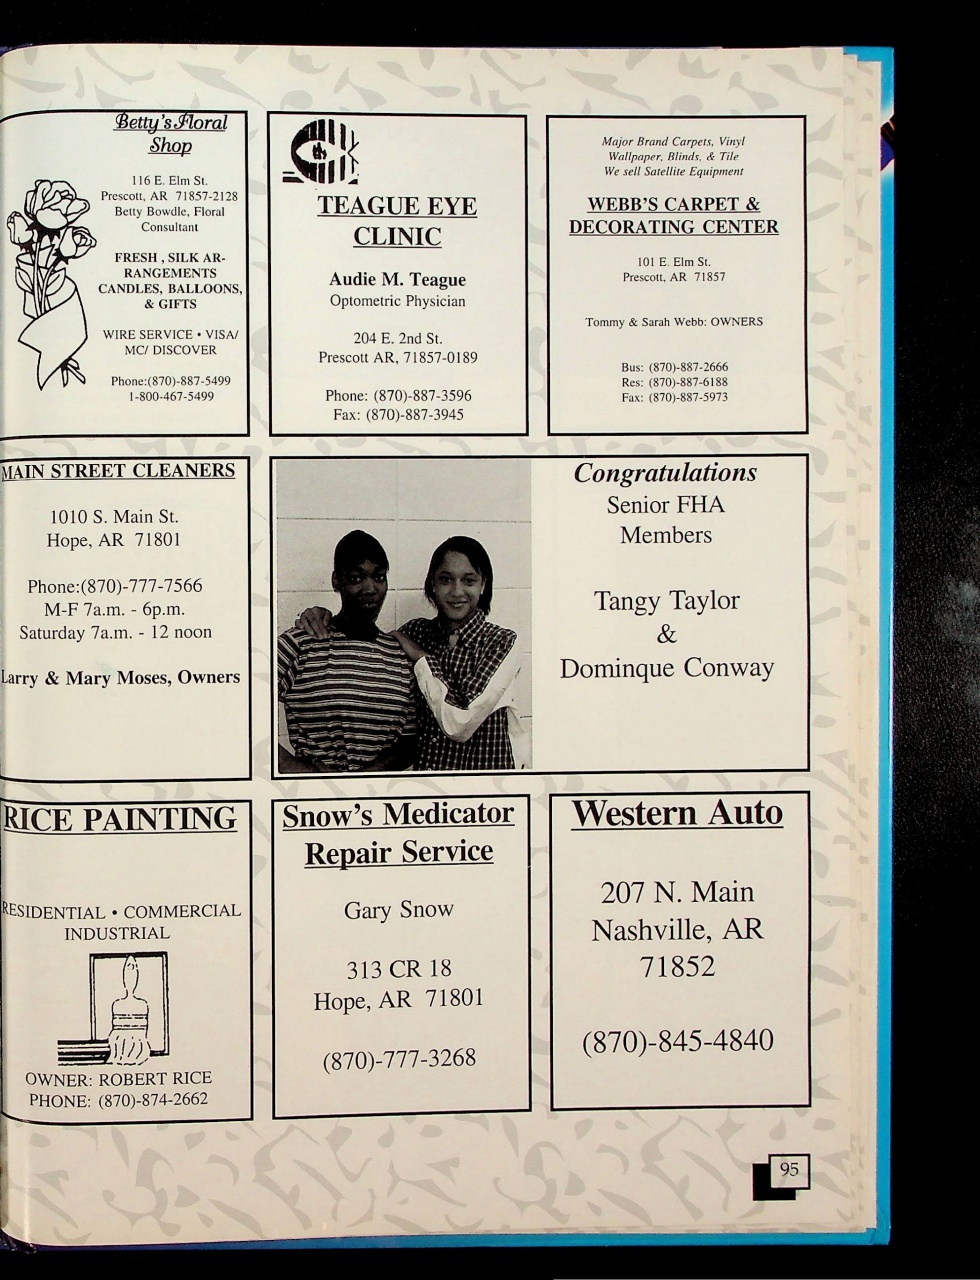 Betty's Floral
Shop
116 E. Elm St.
Prescott, AR 71857-2128
Betty Bowdle, Floral
Consultant
FRESH , SILK AR-
RANGEMENTS
CANDLES, BALLOONS,
& GIFTS
WIRE SERVICE • VISA/
MC/ DISCOVER
Phone:(870)-887-5499
1-800-467-5499
TEAGUE EYE
CLINIC
Audie M. Teague
Optometric Physician
204 E. 2nd St.
Prescott AR, 71857-0189
Phone: (870)-887-3596
Fax: (870)-887-3945
Major Brand Carpets, Vinyl
Wallpaper, Blinds, & Tile
We sell Satellite Equipment
WEBB'S CARPET &
DECORATING CENTER
101 E. Elm St.
Prescott, AR 71857
Tommy & Sarah Webb: OWNERS
Bus: (870)-887-2666
Res: (870)-887-6188
Fax: (870)-887-5973
MAIN STREET CLEANERS
1010 S. Main St.
Hope, AR 71801
Phone:(870)-777-7566
M-F 7a.m. - 6p.m.
Saturday 7a.m. - 12 noon
Larry & Mary Moses, Owners
Congratulations
Senior FHA
Members
Tangy Taylor
&
Dominque Conway
RICE PAINTING
RESIDENTIAL • COMMERCIAL
INDUSTRIAL
OWNER: ROBERT RICE
PHONE: (870)-874-2662
Snow's Medicator
Repair Service
Gary Snow
313 CR 18
Hope, AR 71801
(870)-777-3268
Western Auto
207 N. Main
Nashville, AR
71852
(870)-845-4840
95